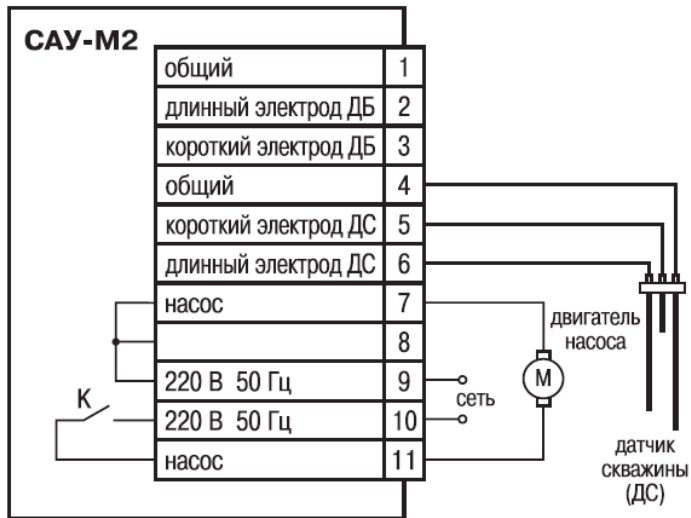 САУ-М2
общий 1
длинный электрод ДБ 2
короткий электрод ДБ 3
общий 4
короткий электрод ДС 5
длинный электрод ДС 6
насос 7
8
220 В 50 Гц 9
220 В 50 Гц 10
насос 11
К
сеть
двигатель
насоса
М
датчик
скважины
(ДС)